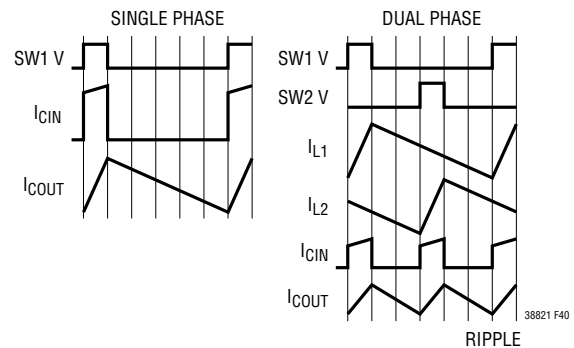 SINGLE PHASE
SW1 V
ICIN
ICOUT
DUAL PHASE
SW1 V
SW2 V
IL1
IL2
ICIN
ICOUT
38821 F40
RIPPLE